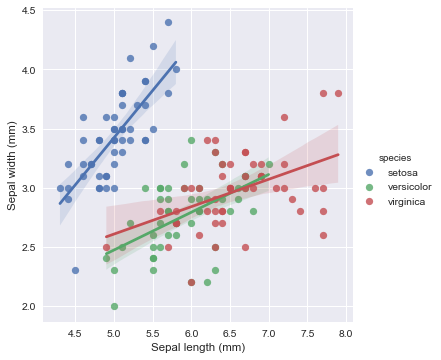 4.5
4.0
3.5
3.0
2.5
2.0
Sepal width (mm)
4.5 5.0 5.5 6.0 6.5 7.0 7.5 8.0
Sepal length (mm)
species
setosa
versicolor
virginica